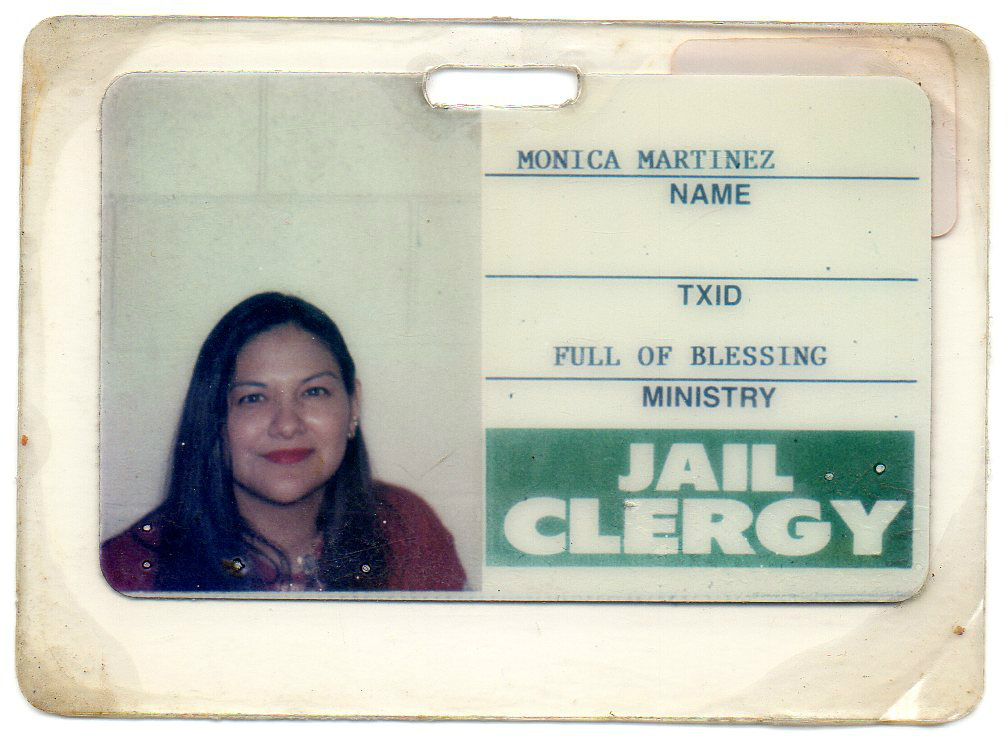 MONICA MARTINEZ
NAME
TXID
FULL OF BLESSING
MINISTRY
JAIL
CLERGY